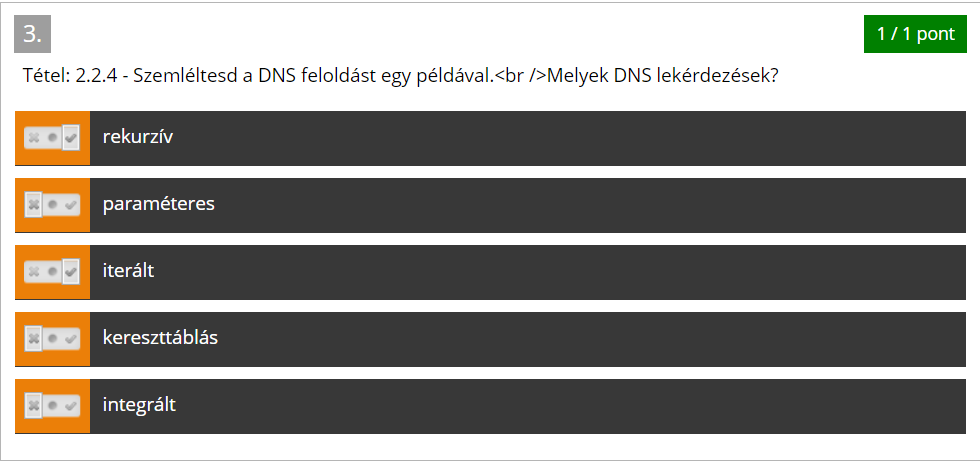 3.
1 / 1 pont
Tétel: 2.2.4 - Szemléltesd a DNS feloldást egy példával.<br />Melyek DNS lekérdezések?
rekurzív
paraméteres
iterált
kereszttáblás
integrált